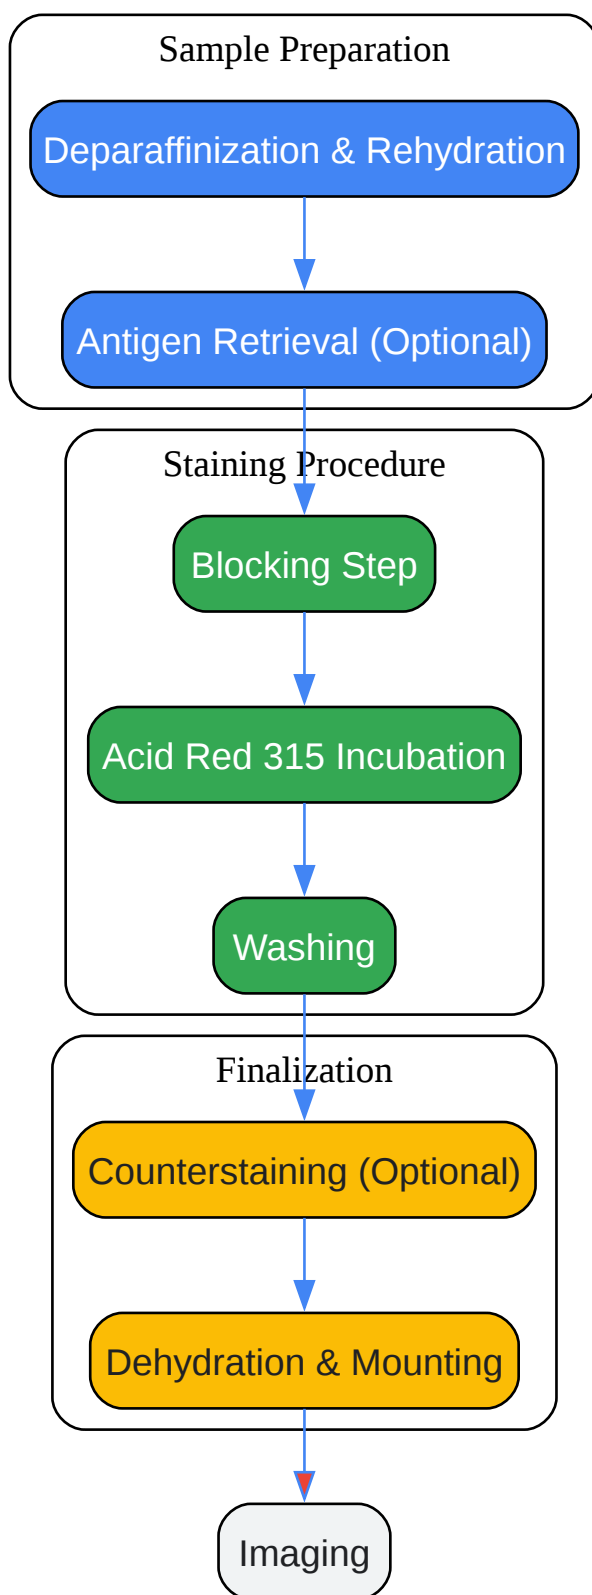 Sample Preparation
Deparaffinization & Rehydration
Antigen Retrieval (Optional)
Staining Procedure
Blocking Step
Acid Red 315 Incubation
Washing
Finalization
Counterstaining (Optional)
Dehydration & Mounting
Imaging